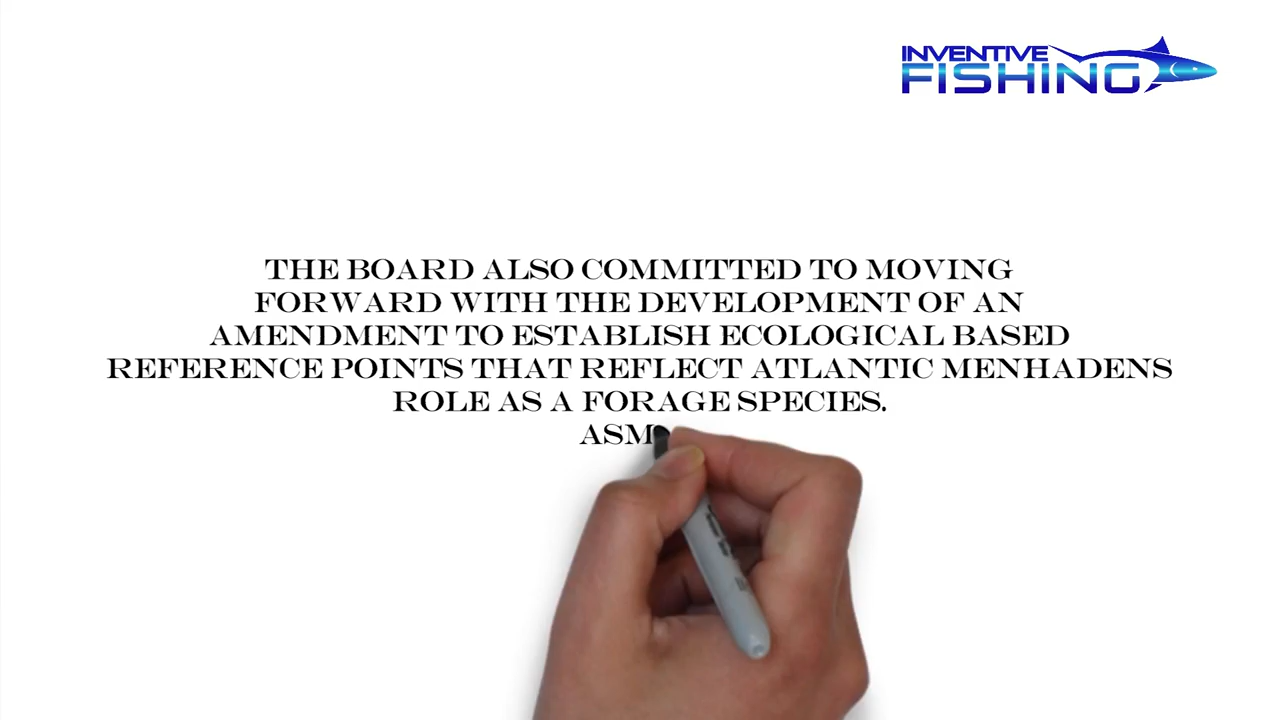 INVENTIVE
FISHING
THE BOARD ALSO COMMITTED TO MOVING
FORWARD WITH THE DEVELOPMENT OF AN
AMENDMENT TO ESTABLISH ECOLOGICAL BASED
REFERENCE POINTS THAT REFLECT ATLANTIC MENHADENS
ROLE AS A FORAGE SPECIES.
ASM